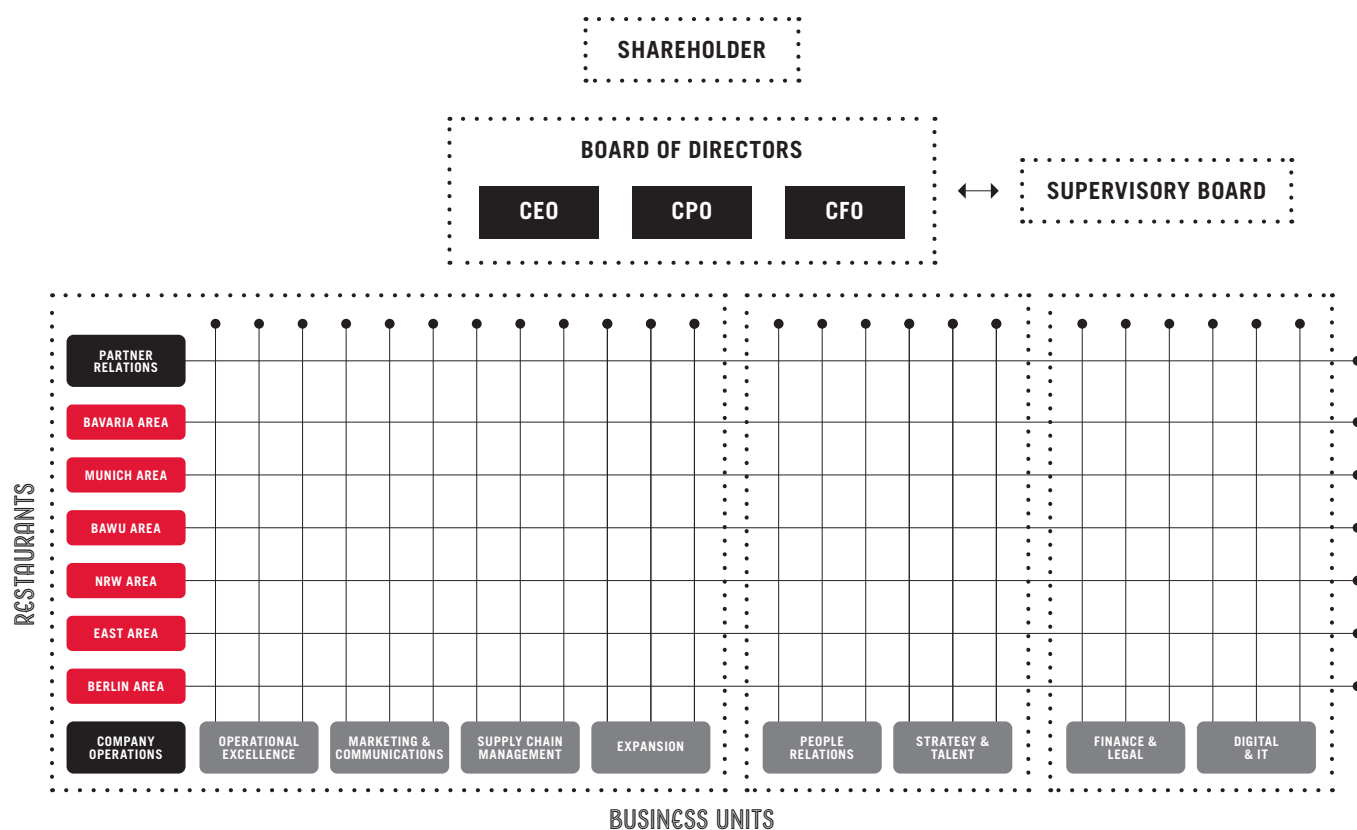 SHAREHOLDER
BOARD OF DIRECTORS
CEO
CPO
CFO
SUPERVISORY BOARD
RESTAURANTS
PARTNER
RELATIONS
BAVARIA AREA
MUNICH AREA
BAWU AREA
NRW AREA
EAST AREA
BERLIN AREA
COMPANY
OPERATIONS
OPERATIONAL
EXCELLENCE
MARKETING &
COMMUNICATIONS
SUPPLY CHAIN
MANAGEMENT
EXPANSION
PEOPLE
RELATIONS
STRATEGY &
TALENT
FINANCE &
LEGAL
DIGITAL
& IT
BUSINESS UNITS